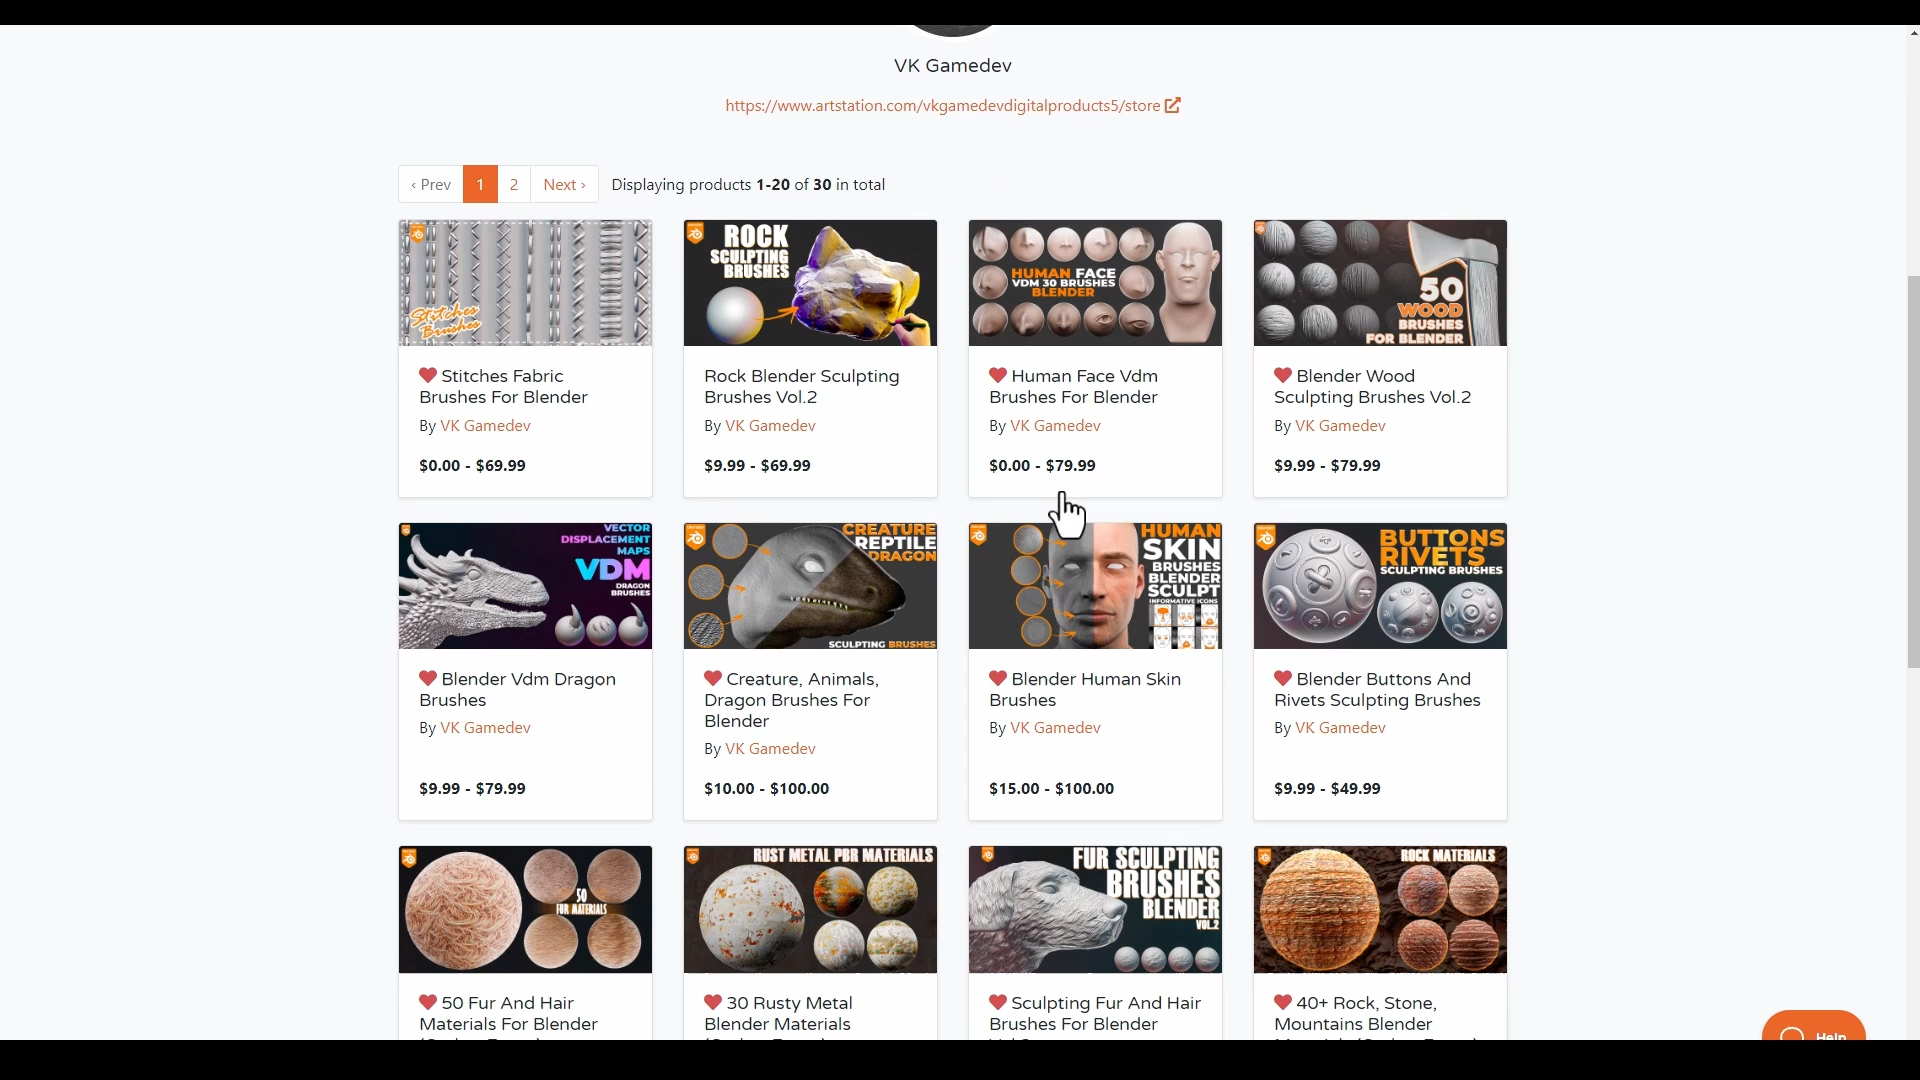 VK Gamedev
https://www.artstation.com/vkgamedevdigitalproducts5/store
‹ Prev 1 2 Next › Displaying products 1-20 of 30 in total
Stitches
Brushes
ROCK
SCULPTING
BRUSHES
HUMAN FACE
VDM 30 BRUSHES
BLENDER
50
WOOD
BRUSHES
FOR BLENDER
Stitches Fabric
Brushes For Blender
By VK Gamedev
$0.00 - $69.99
Rock Blender Sculpting
Brushes Vol.2
By VK Gamedev
$9.99 - $69.99
Human Face Vdm
Brushes For Blender
By VK Gamedev
$0.00 - $79.99
Blender Wood
Sculpting Brushes Vol.2
By VK Gamedev
$9.99 - $79.99
VECTOR
DISPLACEMENT
MAPS
VDM
DRAGON
BRUSHES
CREATURE
REPTILE
DRAGON
SCULPTING BRUSHES
HUMAN
SKIN
BRUSHES
BLENDER
SCULPT
INFORMATIVE ICONS
BUTTONS
RIVETS
SCULPTING BRUSHES
Blender Vdm Dragon
Brushes
By VK Gamedev
$9.99 - $79.99
Creature, Animals,
Dragon Brushes For
Blender
By VK Gamedev
$10.00 - $100.00
Blender Human Skin
Brushes
By VK Gamedev
$15.00 - $100.00
Blender Buttons And
Rivets Sculpting Brushes
By VK Gamedev
$9.99 - $49.99
50
FUR MATERIALS
RUST METAL PBR MATERIALS
FUR SCULPTING
BRUSHES
BLENDER
VOL.2
ROCK MATERIALS
50 Fur And Hair
Materials For Blender
30 Rusty Metal
Blender Materials
Sculpting Fur And Hair
Brushes For Blender
40+ Rock, Stone,
Mountains Blender
Help